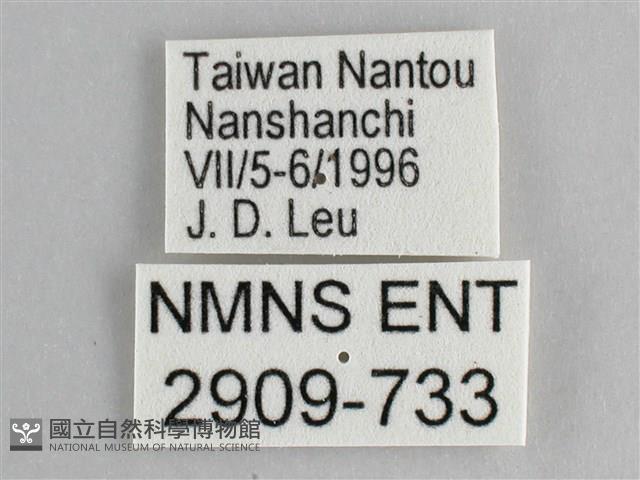 Taiwan Nantou
Nanshanchi
VII/5-6/1996
J. D. Leu
NMNS ENT
2909-733
國立自然科學博物館
NATIONAL MUSEUM OF NATURAL SCIENCE